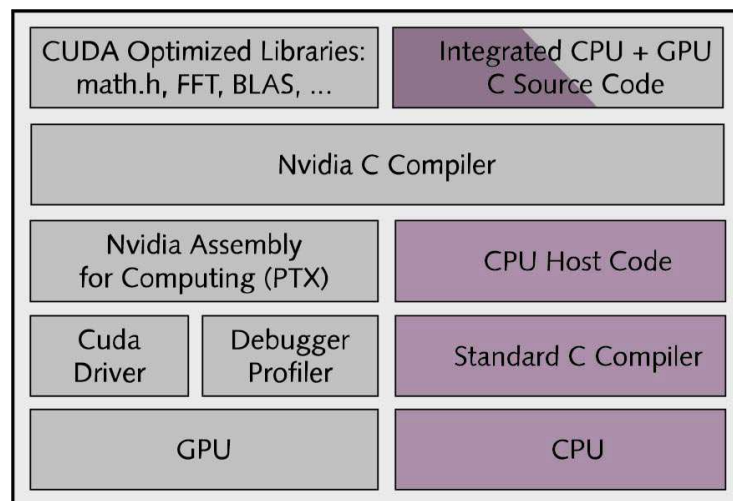 CUDA Optimized Libraries:
math.h, FFT, BLAS, ...
Integrated CPU + GPU
C Source Code
Nvidia C Compiler
Nvidia Assembly
for Computing (PTX)
CPU Host Code
Cuda
Driver
Debugger
Profiler
Standard C Compiler
GPU
CPU